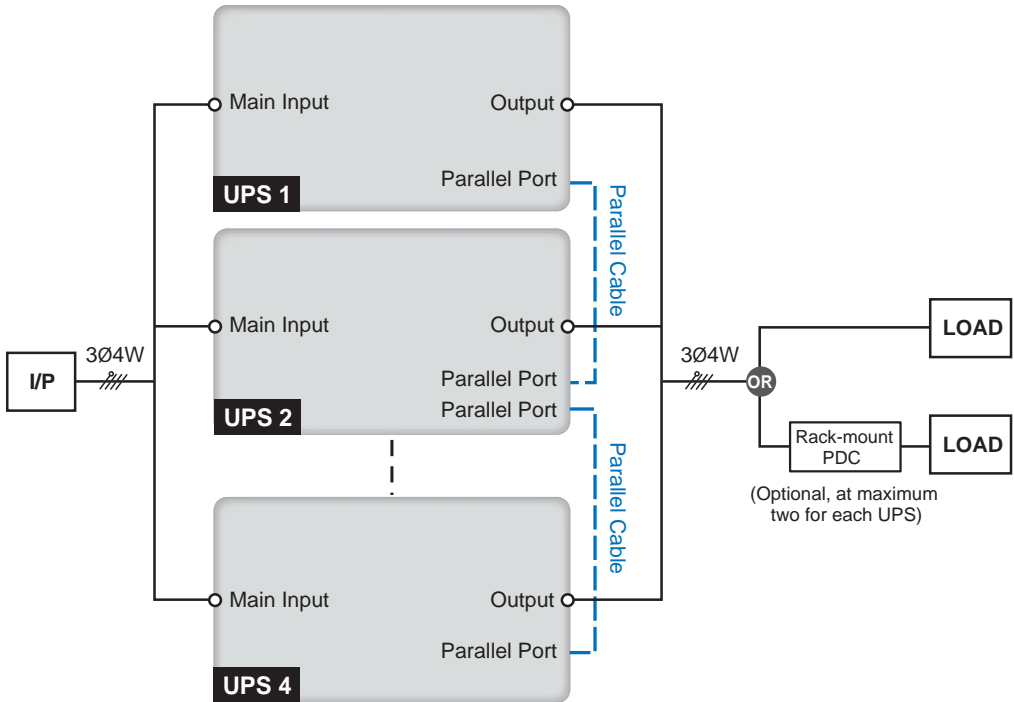 Main Input
Output
Parallel Port
UPS 1
Parallel Cable
Main Input
Output
Parallel Port
Parallel Port
UPS 2
Parallel Cable
Main Input
Output
Parallel Port
UPS 4
I/P
3Ø4W
3Ø4W
OR
LOAD
Rack-mount
PDC
LOAD
(Optional, at maximum
two for each UPS)